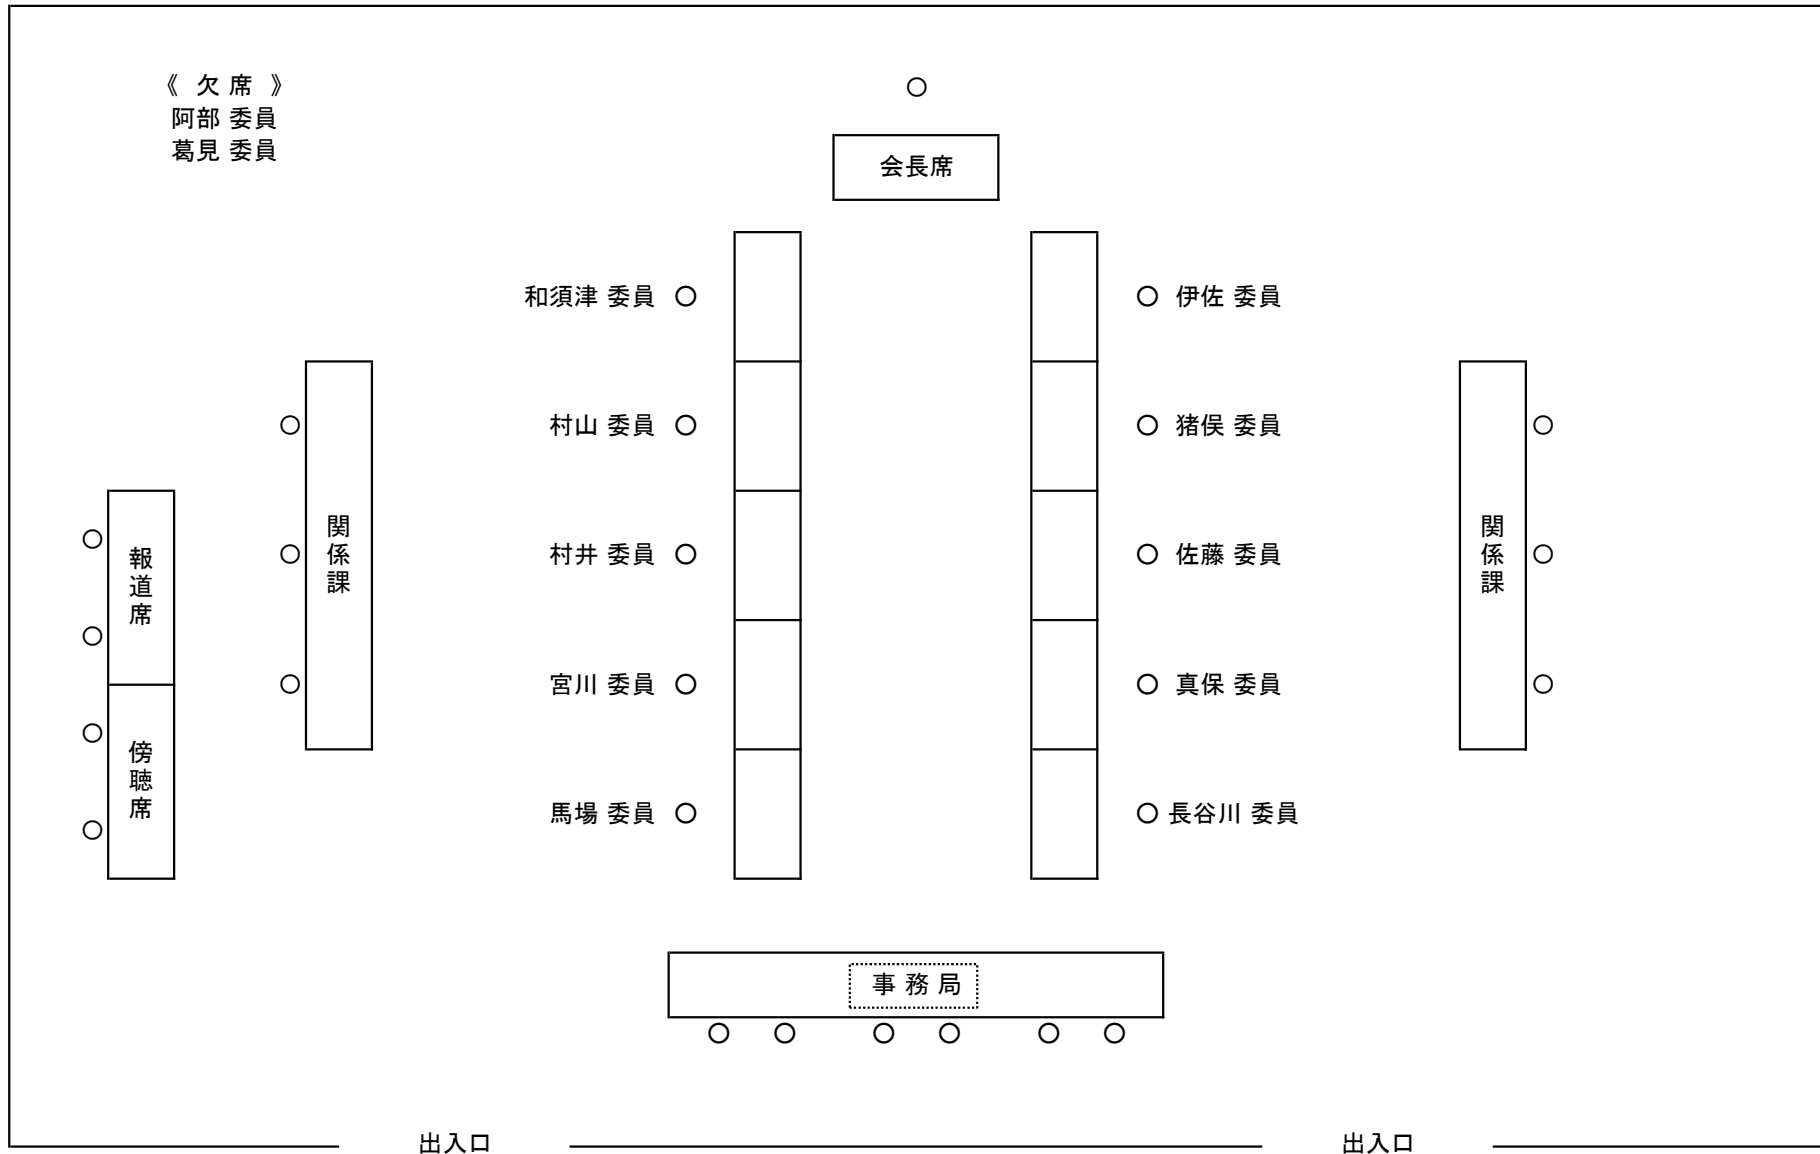 《 欠 席 》
阿部 委員
葛見 委員
会長席
和須津 委員
伊佐 委員
村山 委員
猪俣 委員
村井 委員
佐藤 委員
宮川 委員
真保 委員
馬場 委員
長谷川 委員
関係課
関係課
報道席
傍聴席
事 務 局
出入口
出入口